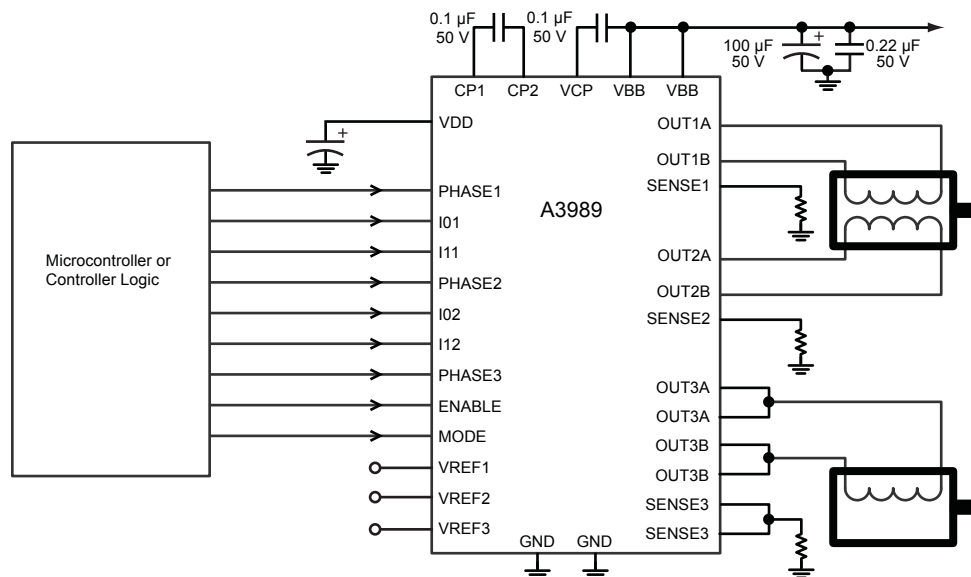 0.1 µF
50 V
0.1 µF
50 V
100 µF
50 V
+
0.22 µF
50 V
CP1
CP2
VCP
VBB
VBB
+
VDD
PHASE1
I01
I11
PHASE2
I02
I12
PHASE3
ENABLE
MODE
VREF1
VREF2
VREF3
Microcontroller or
Controller Logic
A3989
GND
GND
OUT1A
OUT1B
SENSE1
OUT2A
OUT2B
SENSE2
OUT3A
OUT3A
OUT3B
OUT3B
SENSE3
SENSE3